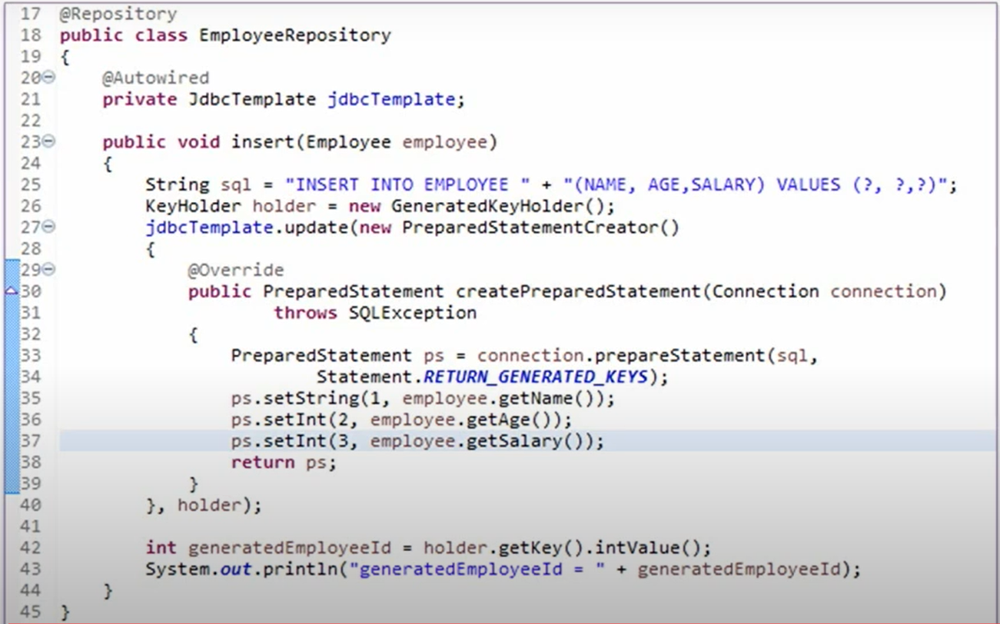 17 @Repository
18 public class EmployeeRepository
19 {
20 @Autowired
21 private JdbcTemplate jdbcTemplate;
22
23 public void insert(Employee employee)
24 {
25 String sql = "INSERT INTO EMPLOYEE " + "(NAME, AGE,SALARY) VALUES (?, ?,?)";
26 KeyHolder holder = new GeneratedKeyHolder();
27 jdbcTemplate.update(new PreparedStatementCreator()
28 {
29 @Override
30 public PreparedStatement createPreparedStatement(Connection connection)
31 throws SQLException
32 {
33 PreparedStatement ps = connection.prepareStatement(sql,
34 Statement.RETURN_GENERATED_KEYS);
35 ps.setString(1, employee.getName());
36 ps.setInt(2, employee.getAge());
37 ps.setInt(3, employee.getSalary());
38 return ps;
39 }
40 }, holder);
41
42 int generatedEmployeeId = holder.getKey().intValue();
43 System.out.println("generatedEmployeeId = " + generatedEmployeeId);
44 }
45 }